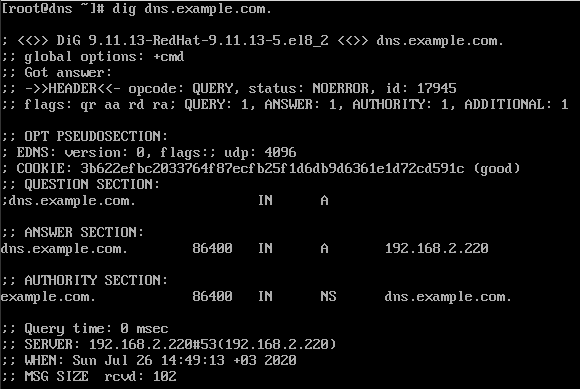 [root@dns ~]# dig dns.example.com.
; <<>> DiG 9.11.13-RedHat-9.11.13-5.el8_2 <<>> dns.example.com.
;; global options: +cmd
;; Got answer:
;; ->>HEADER<<- opcode: QUERY, status: NOERROR, id: 17945
;; flags: qr aa rd ra; QUERY: 1, ANSWER: 1, AUTHORITY: 1, ADDITIONAL: 1
;; OPT PSEUDOSECTION:
; EDNS: version: 0, flags:; udp: 4096
; COOKIE: 3b622efbc2033764f87ecfb25f1d6db9d6361e1d72cd591c (good)
;; QUESTION SECTION:
;dns.example.com. IN A
;; ANSWER SECTION:
dns.example.com. 86400 IN A 192.168.2.220
;; AUTHORITY SECTION:
example.com. 86400 IN NS dns.example.com.
;; Query time: 0 msec
;; SERVER: 192.168.2.220#53(192.168.2.220)
;; WHEN: Sun Jul 26 14:49:13 +03 2020
;; MSG SIZE rcvd: 102